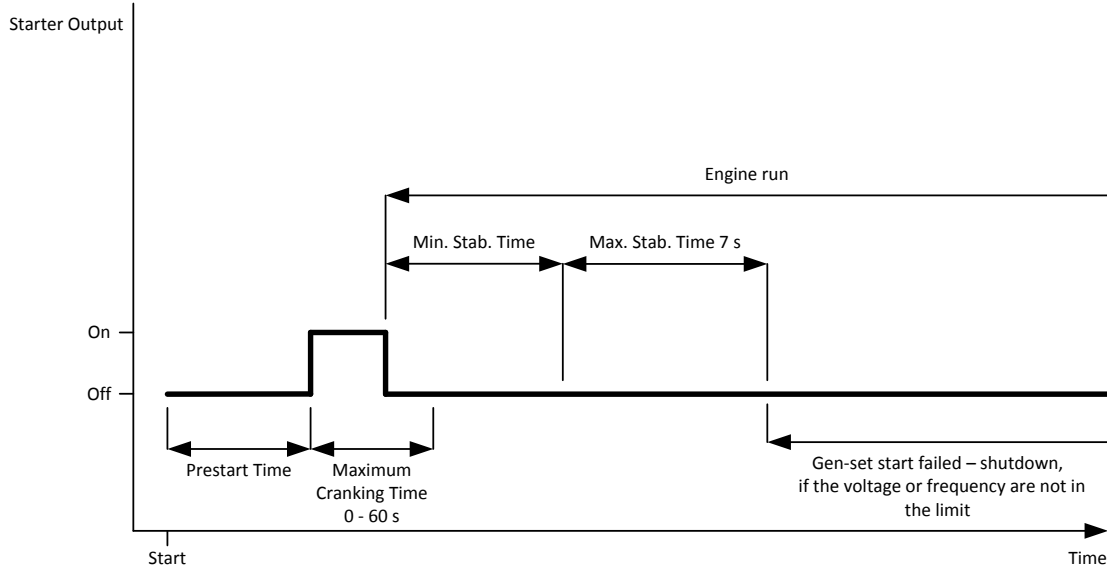 Starter Output
Engine run
Min. Stab. Time
Max. Stab. Time 7 s
On
Off
Prestart Time
Maximum
Cranking Time
0 - 60 s
Gen-set start failed – shutdown,
if the voltage or frequency are not in
the limit
Start
Time